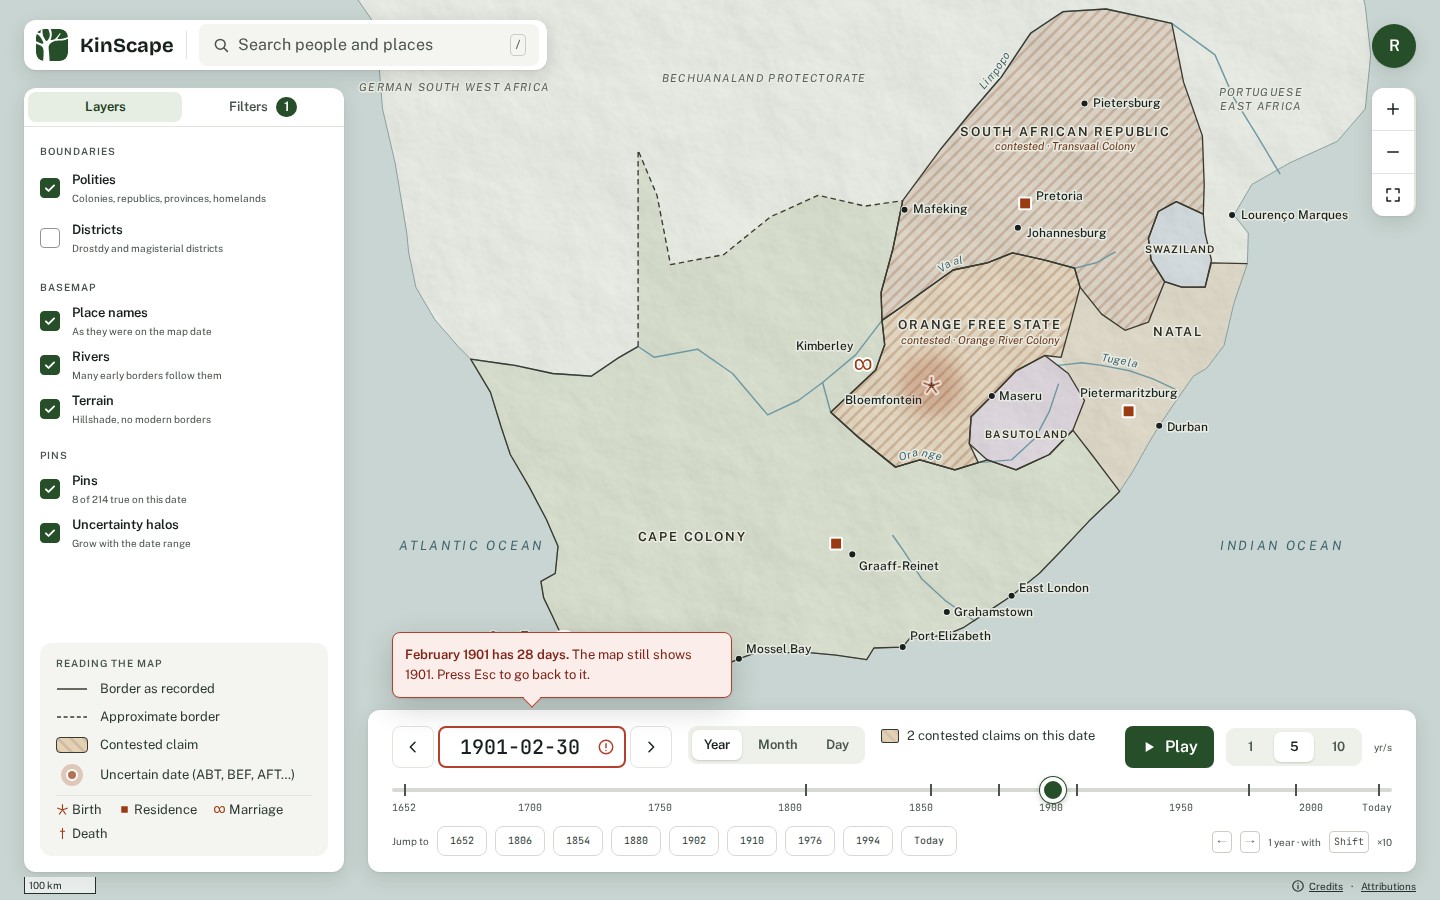 KinScape
Search people and places
/
R
Layers
Filters 1
BOUNDARIES
Polities
Colonies, republics, provinces, homelands
Districts
Drostdy and magisterial districts
BASEMAP
Place names
As they were on the map date
Rivers
Many early borders follow them
Terrain
Hillshade, no modern borders
PINS
Pins
8 of 214 true on this date
Uncertainty halos
Grow with the date range
READING THE MAP
Border as recorded
Approximate border
Contested claim
Uncertain date (ABT, BEF, AFT…)
Birth
Residence
Marriage
Death
100 km
GERMAN SOUTH WEST AFRICA
BECHUANALAND PROTECTORATE
Limpopo
PORTUGUESE
EAST AFRICA
Pietersburg
SOUTH AFRICAN REPUBLIC
contested · Transvaal Colony
Pretoria
Mafeking
Johannesburg
Lourenço Marques
SWAZILAND
Vaal
ORANGE FREE STATE
contested · Orange River Colony
NATAL
Kimberley
Tugela
Bloemfontein
Maseru
Pietermaritzburg
Durban
BASUTOLAND
Orange
CAPE COLONY
ATLANTIC OCEAN
INDIAN OCEAN
Graaff-Reinet
East London
Grahamstown
Port Elizabeth
Mossel Bay
February 1901 has 28 days. The map still shows
1901. Press Esc to go back to it.
1901-02-30
Year
Month
Day
2 contested claims on this date
Play
1
5
10
yr/s
1652
1700
1750
1800
1850
1900
1950
2000
Today
Jump to
1652
1806
1854
1880
1902
1910
1976
1994
Today
← → 1 year · with Shift ×10
Credits · Attributions